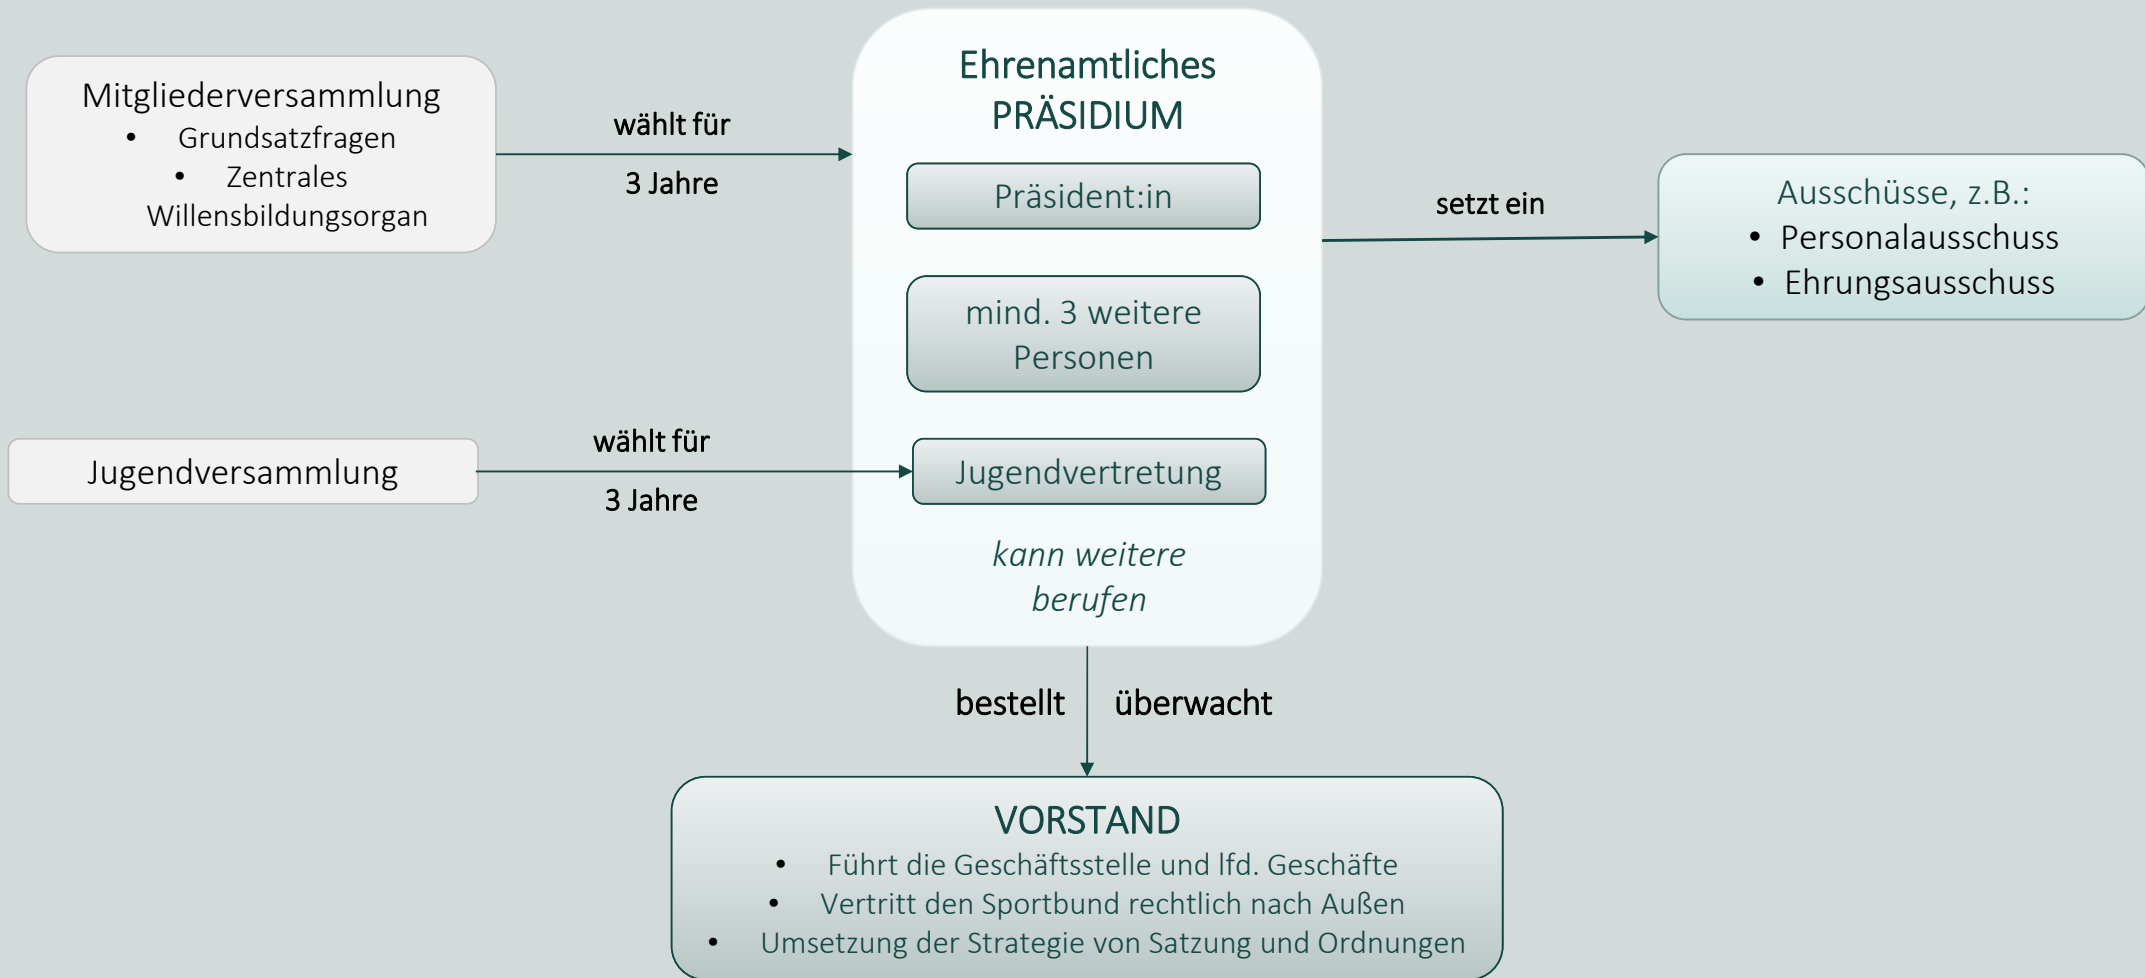 Mitgliederversammlung
• Grundsatzfragen
• Zentrales
Willensbildungsorgan
wählt für
3 Jahre
Ehrenamtliches
PRÄSIDIUM
Präsident:in
mind. 3 weitere
Personen
Jugendversammlung
wählt für
3 Jahre
Jugendvertretung
kann weitere
berufen
setzt ein
Ausschüsse, z.B.:
• Personalausschuss
• Ehrungsausschuss
bestellt
überwacht
VORSTAND
• Führt die Geschäftsstelle und lfd. Geschäfte
• Vertritt den Sportbund rechtlich nach Außen
• Umsetzung der Strategie von Satzung und Ordnungen